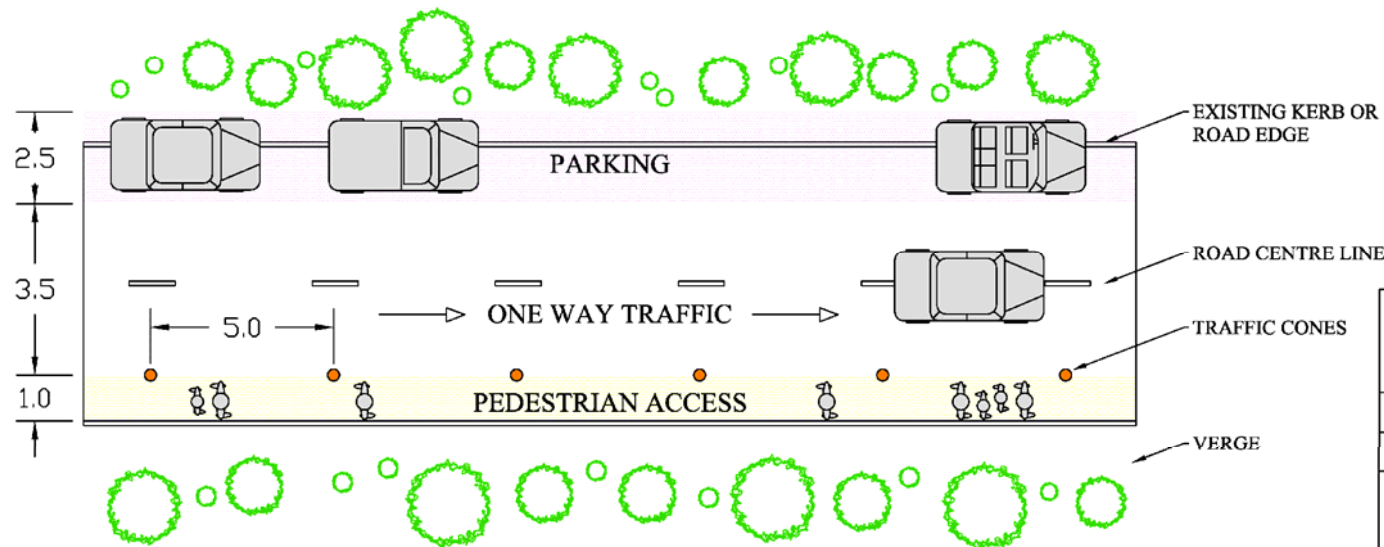 EXISTING KERB OR
ROAD EDGE
2.5
PARKING
ROAD CENTRE LINE
3.5
5.0
ONE WAY TRAFFIC
TRAFFIC CONES
1.0
PEDESTRIAN ACCESS
VERGE